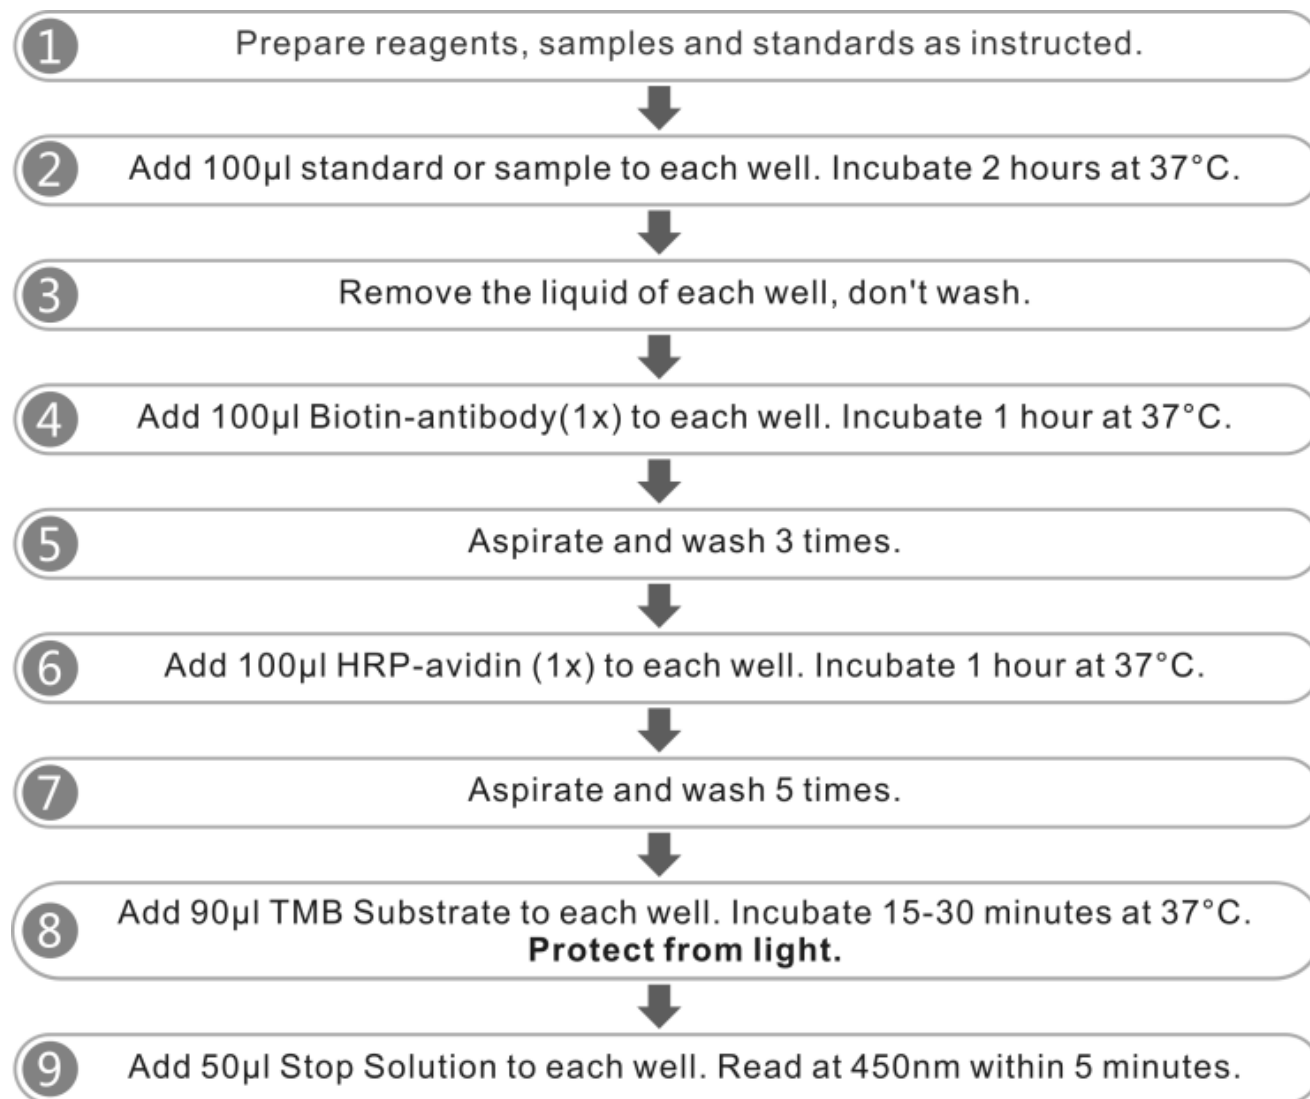 1 Prepare reagents, samples and standards as instructed.
2 Add 100μl standard or sample to each well. Incubate 2 hours at 37°C.
3 Remove the liquid of each well, don't wash.
4 Add 100μl Biotin-antibody(1x) to each well. Incubate 1 hour at 37°C.
5 Aspirate and wash 3 times.
6 Add 100μl HRP-avidin (1x) to each well. Incubate 1 hour at 37°C.
7 Aspirate and wash 5 times.
8 Add 90μl TMB Substrate to each well. Incubate 15-30 minutes at 37°C.
Protect from light.
9 Add 50μl Stop Solution to each well. Read at 450nm within 5 minutes.